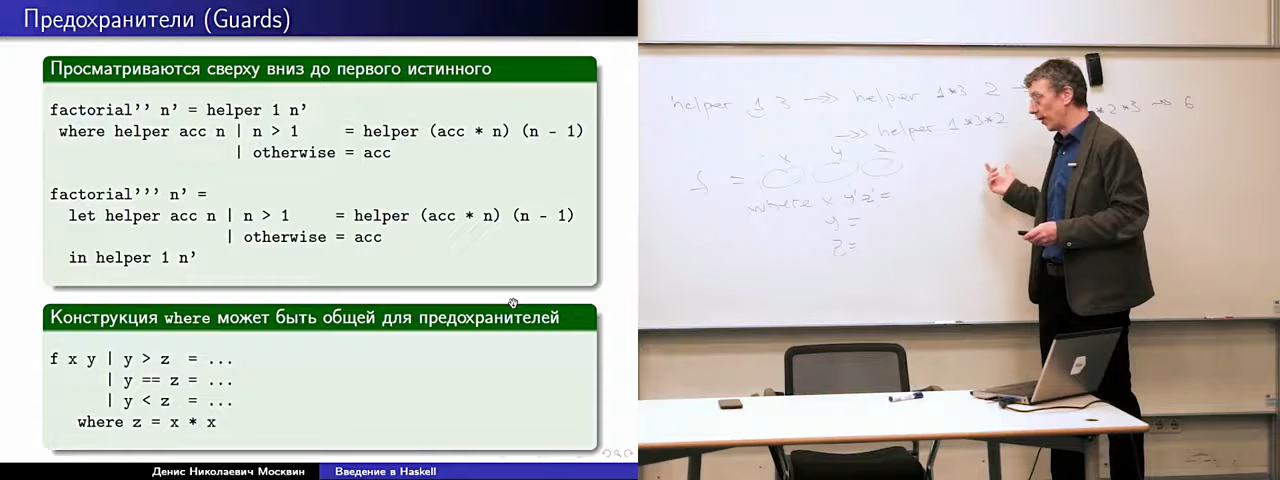 Предохранители (Guards)
Просматриваются сверху вниз до первого истинного
factorial'' n' = helper 1 n'
where helper acc n | n > 1 = helper (acc * n) (n - 1)
| otherwise = acc
factorial''' n' =
let helper acc n | n > 1 = helper (acc * n) (n - 1)
| otherwise = acc
in helper 1 n'
Конструкция where может быть общей для предохранителей
f x y | y > z = ...
| y == z = ...
| y < z = ...
where z = x * x
Денис Николаевич Москвин Введение в Haskell
helper 1 3 ->> helper 1*3 2
*2*3 ->> 6
->> helper 1*3*2
x y z
f =
where x y' z' =
y =
z =